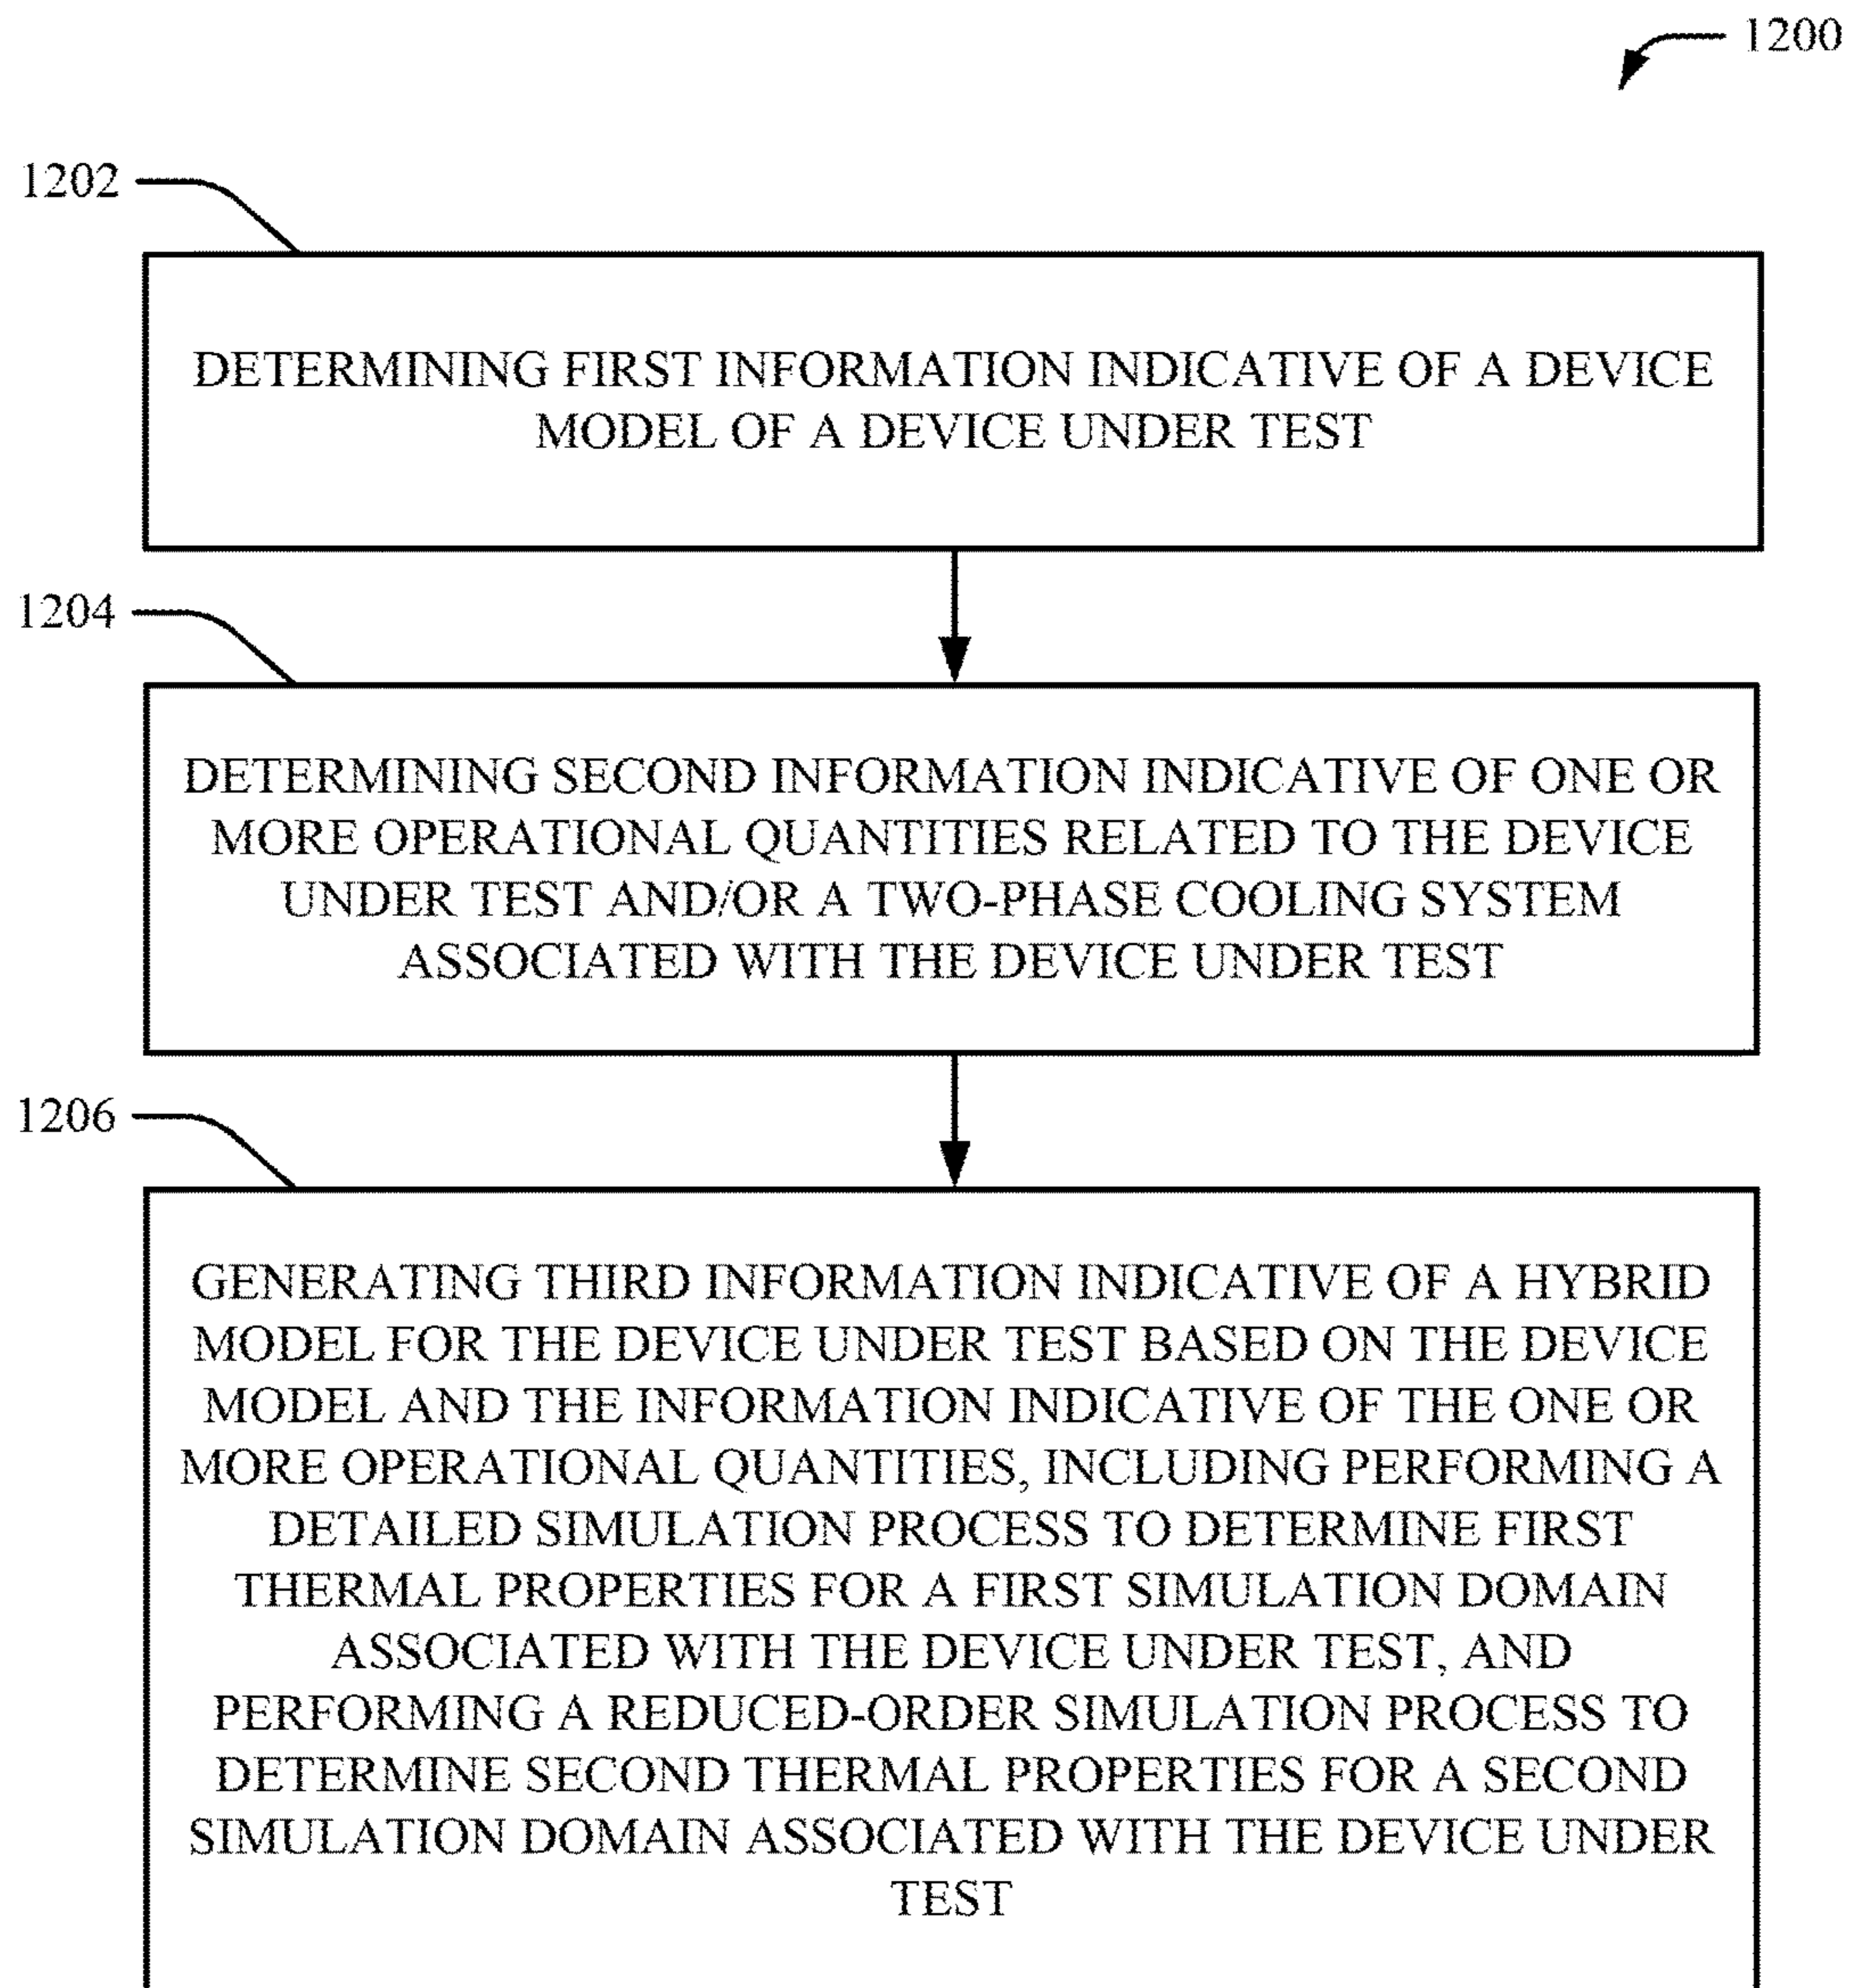 1200
1202
DETERMINING FIRST INFORMATION INDICATIVE OF A DEVICE
MODEL OF A DEVICE UNDER TEST
1204
DETERMINING SECOND INFORMATION INDICATIVE OF ONE OR
MORE OPERATIONAL QUANTITIES RELATED TO THE DEVICE
UNDER TEST AND/OR A TWO-PHASE COOLING SYSTEM
ASSOCIATED WITH THE DEVICE UNDER TEST
1206
GENERATING THIRD INFORMATION INDICATIVE OF A HYBRID
MODEL FOR THE DEVICE UNDER TEST BASED ON THE DEVICE
MODEL AND THE INFORMATION INDICATIVE OF THE ONE OR
MORE OPERATIONAL QUANTITIES, INCLUDING PERFORMING A
DETAILED SIMULATION PROCESS TO DETERMINE FIRST
THERMAL PROPERTIES FOR A FIRST SIMULATION DOMAIN
ASSOCIATED WITH THE DEVICE UNDER TEST, AND
PERFORMING A REDUCED-ORDER SIMULATION PROCESS TO
DETERMINE SECOND THERMAL PROPERTIES FOR A SECOND
SIMULATION DOMAIN ASSOCIATED WITH THE DEVICE UNDER
TEST